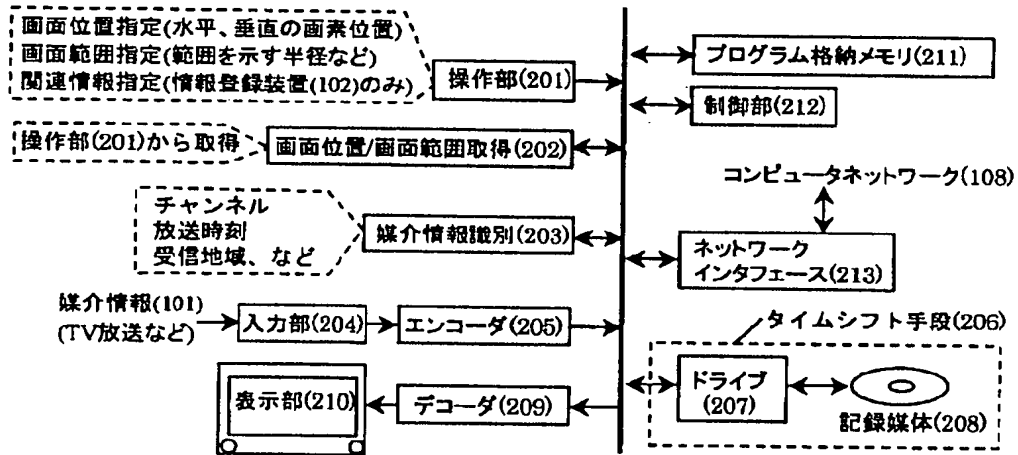 画面位置指定(水平、垂直の画素位置)
画面範囲指定(範囲を示す半径など)
関連情報指定(情報登録装置(102)のみ)
操作部(201)
操作部(201)から取得
画面位置/画面範囲取得(202)
チャンネル
放送時刻
受信地域、など
媒介情報識別(203)
媒介情報(101)
(TV放送など)
入力部(204)
エンコーダ(205)
表示部(210)
デコーダ(209)
プログラム格納メモリ(211)
制御部(212)
コンピュータネットワーク(108)
ネットワーク
インタフェース(213)
タイムシフト手段(206)
ドライブ
(207)
記録媒体(208)